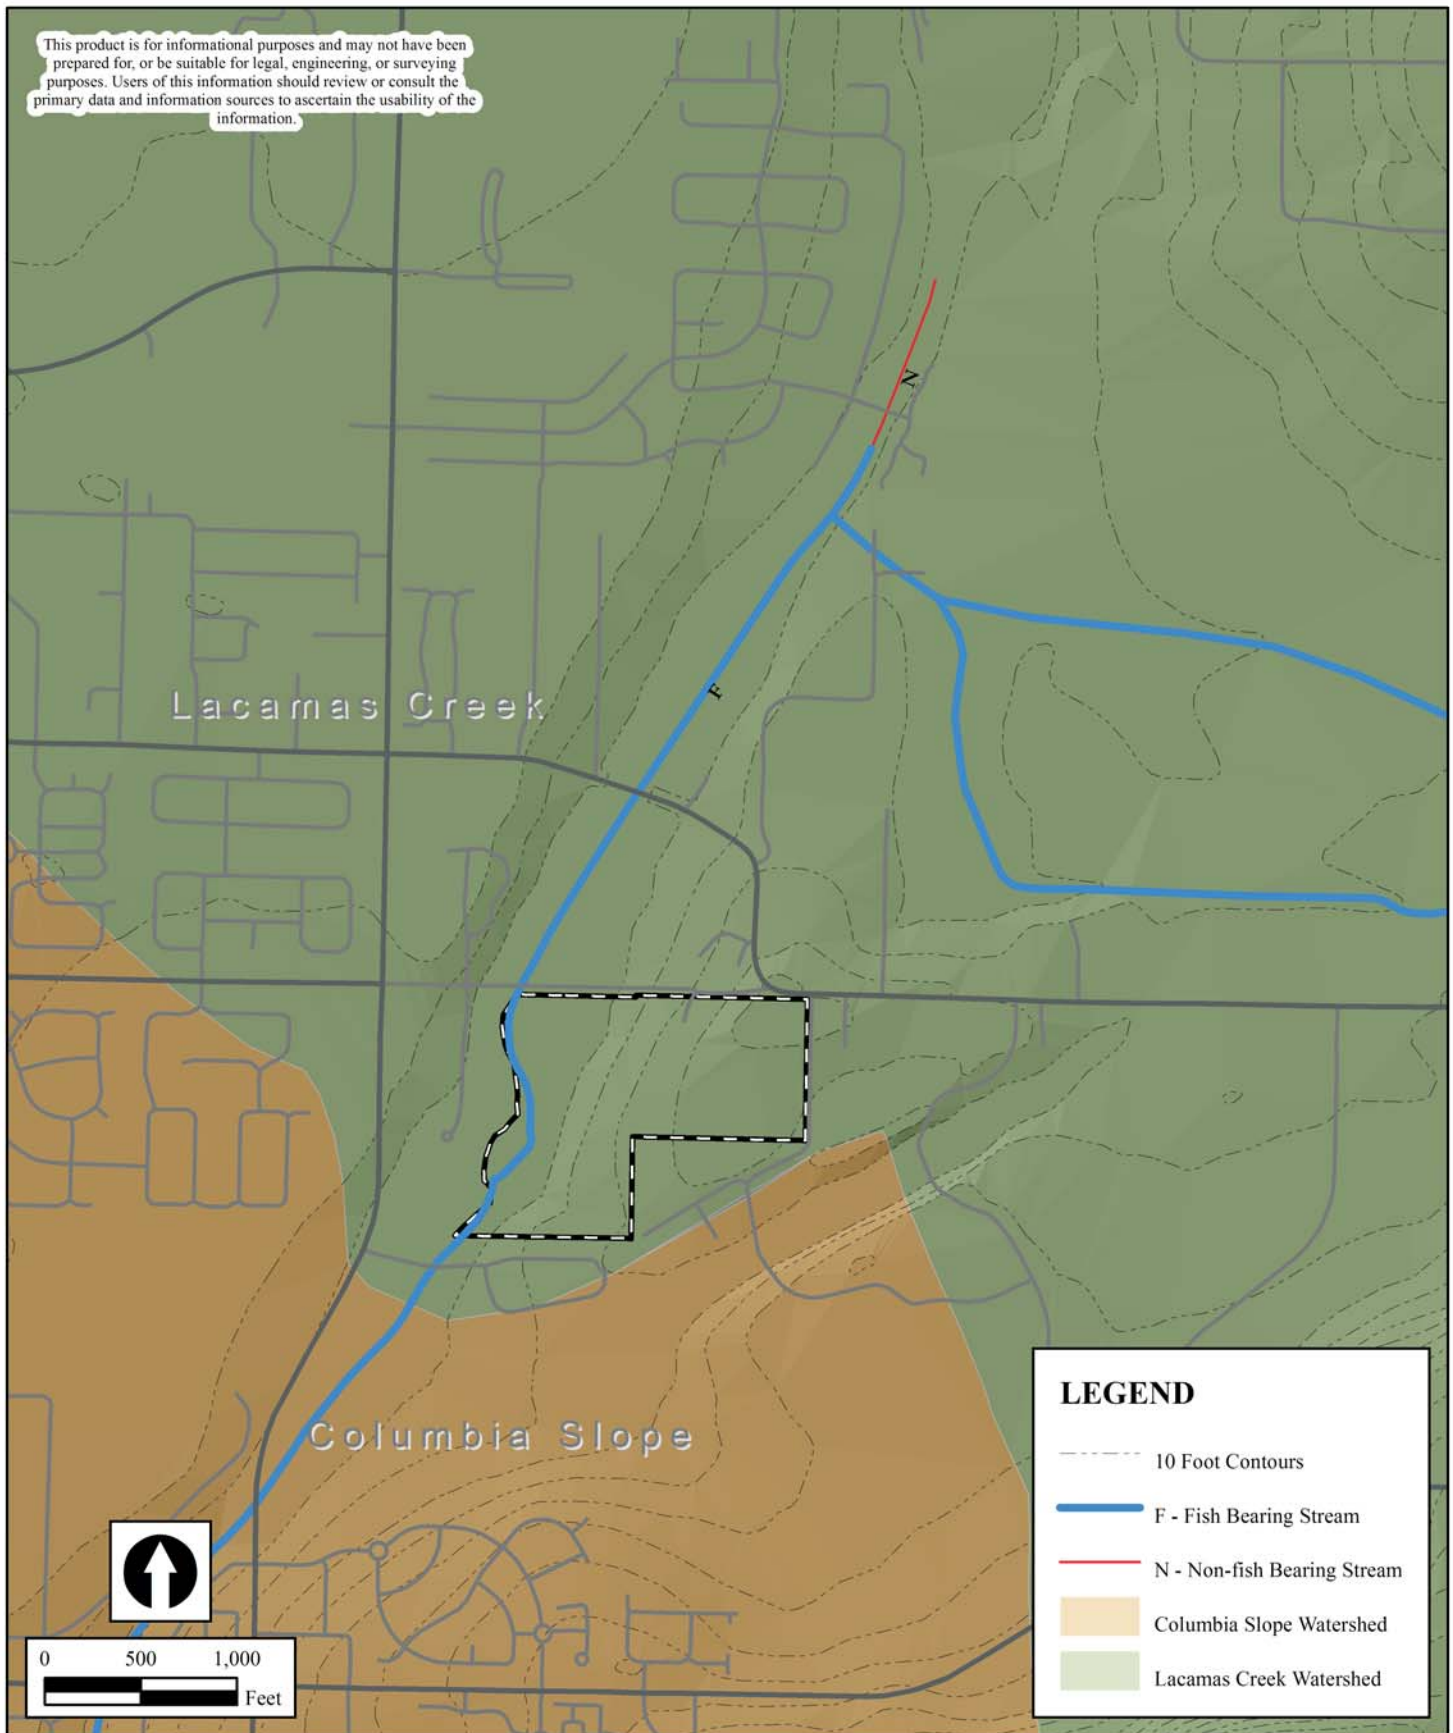 This product is for informational purposes and may not have been
prepared for, or be suitable for legal, engineering, or surveying
purposes. Users of this information should review or consult the
primary data and information sources to ascertain the usability of the
information.
N
F
Lacamas Creek
Columbia Slope
LEGEND
10 Foot Contours
F - Fish Bearing Stream
N - Non-fish Bearing Stream
Columbia Slope Watershed
Lacamas Creek Watershed
0 500 1,000
Feet